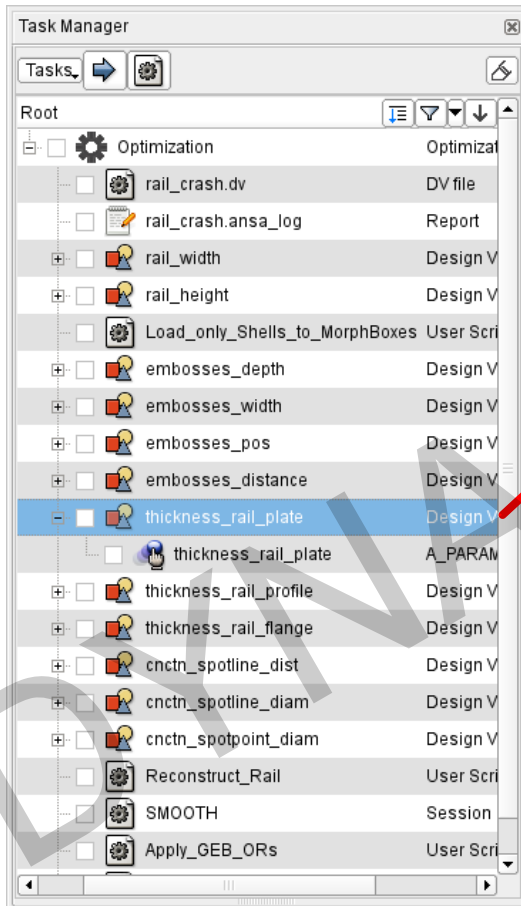 Task Manager
Tasks
Root
Optimization Optimizat
rail_crash.dv DV file
rail_crash.ansa_log Report
rail_width Design V
rail_height Design V
Load_only_Shells_to_MorphBoxes User Scri
embosses_depth Design V
embosses_width Design V
embosses_pos Design V
embosses_distance Design V
thickness_rail_plate Design V
thickness_rail_plate A_PARAM
thickness_rail_profile Design V
thickness_rail_flange Design V
cnctn_spotline_dist Design V
cnctn_spotline_diam Design V
cnctn_spotpoint_diam Design V
Reconstruct_Rail User Scri
SMOOTH Session
Apply_GEB_ORs User Scri
DYNA